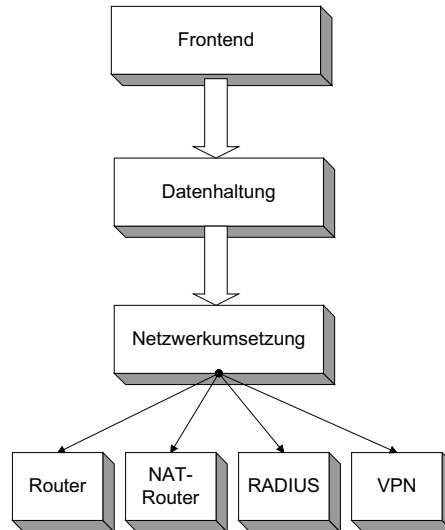 Frontend
Datenhaltung
Netzwerkumsetzung
Router
NAT-
Router
RADIUS
VPN